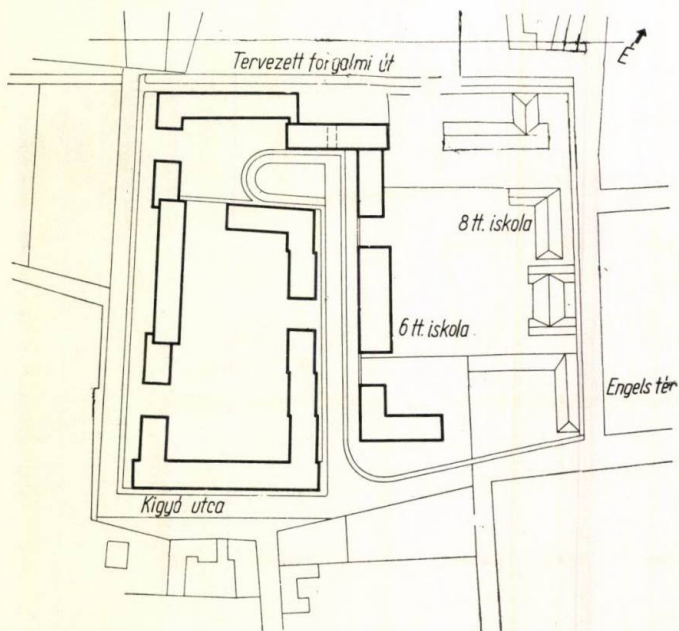 Tervezett forgalmi út
É
8 tt. iskola
6 tt. iskola
Engels tér
Kigyó utca